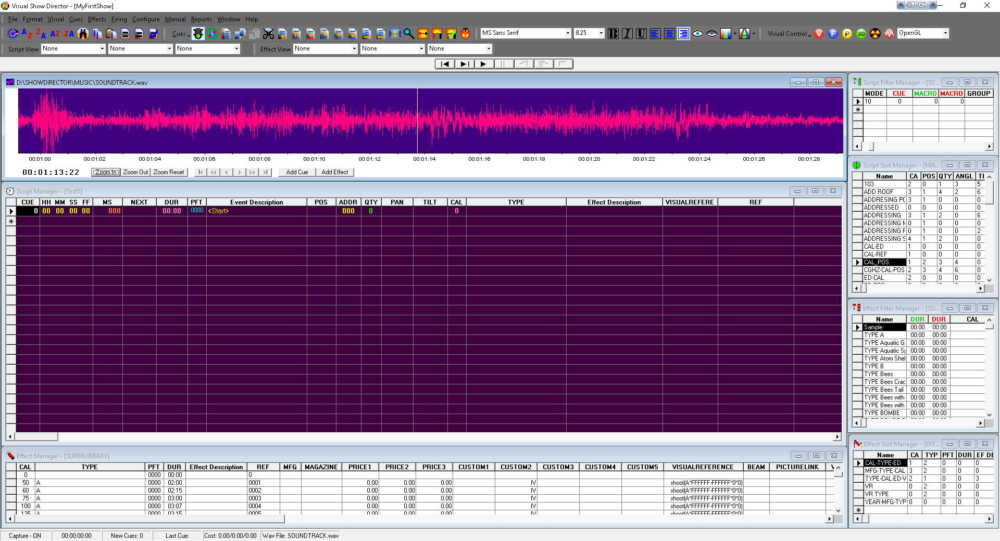 Visual Show Director - [MyFirstShow]
File Format Visual Cues Effects Firing Configure Manual Reports Window Help
Cues MS Sans Serif 8.25 B I U Visual Control V F P 3D OpenGL
Script View None None None Effect View None None None
D:\SHOWDIRECTOR\MUSIC\SOUNDTRACK.wav
00:01:00 00:01:02 00:01:04 00:01:06 00:01:08 00:01:10 00:01:12 00:01:14 00:01:16 00:01:18 00:01:20 00:01:22 00:01:24 00:01:26 00:01:28
00:01:13:22 Zoom In Zoom Out Zoom Reset |< << < > >> >| Add Cue Add Effect
Script Manager - [Test1]
CUE HH MM SS FF MS NEXT DUR PFT Event Description POS ADDR QTY PAN TILT CAL TYPE Effect Description VISUALREFERE REF
0 00 00 00 00 000 00:00 0000 <Start> 000 0 0
Effect Manager - [SUPERLIBRARY]
CAL TYPE PFT DUR Effect Description REF MFG MAGAZINE PRICE1 PRICE2 PRICE3 CUSTOM1 CUSTOM2 CUSTOM3 CUSTOM4 CUSTOM5 VISUALREFERENCE BEAM PICTURELINK
0 0000 00:00 0
50 A 0000 02:00 0001 0.00 0.00 0.00 IV shoot(A*FFFFFF-FFFFFF*0*0)
60 A 0000 02:15 0002 0.00 0.00 0.00 IV shoot(A*FFFFFF-FFFFFF*0*0)
75 A 0000 03:00 0003 0.00 0.00 0.00 IV shoot(A*FFFFFF-FFFFFF*0*0)
100 A 0000 03:07 0004 0.00 0.00 0.00 IV shoot(A*FFFFFF-FFFFFF*0*0)
125 A 0000 03:15 0005 0.00 0.00 0.00 IV shoot(A*FFFFFF-FFFFFF*0*0)
Script Filter Manager - [SC...
MODE CUE MACRO MACRO GROUP
10 0 0 0
Script Sort Manager - [MA...
Name CA POS QTY ANGL TI
103 2 0 1 3 5
ADD ROOF 3 1 4 2 6
ADDRESING PC 3 1 0 0 0
ADDRESSED 0 0 0 0 0
ADDRESSING 3 1 2 0 6
ADDRESSING M 0 1 0 0 0
ADDRESSING F 0 1 0 0 2
ADDRESSING S 4 1 2 0 0
CAL-ED 1 0 0 0 0
CAL-REF 1 0 0 0 0
CAL_POS 1 2 3 4 0
CGHZ-CAL-POS 2 3 4 6 0
ED-CAL 2 0 0 0 0
Effect Filter Manager - [SU...
Name DUR DUR CAL
Sample 00:00 00:00
TYPE A 00:00 00:00
TYPE Aquatic G 00:00 00:00
TYPE Aquatic Sp 00:00 00:00
TYPE Atom Shel 00:00 00:00
TYPE B 00:00 00:00
TYPE Bees 00:00 00:00
TYPE Bees Crac 00:00 00:00
TYPE Bees Tail 00:00 00:00
TYPE Bees with 00:00 00:00
TYPE Bees with 00:00 00:00
TYPE BOMBE 00:00 00:00
Effect Sort Manager - [EFF...
Name CA TYP PFT DUR EF DE
CAL-TYPE-ED 1 2 0 0 0
MFG-TYPE-CAL 3 2 0 0 0
TYPE-CAL-ED-V 2 1 0 0 3
VR 0 2 0 0 0
VR TYPE 0 2 0 0 0
YEAR-MFG-TYP 0 0 0 0 0
Capture - ON 00:00:00:00 New Cues: 0 Last Cue: Cost: 0.00/0.00/0.00 Wav File: SOUNDTRACK.wav